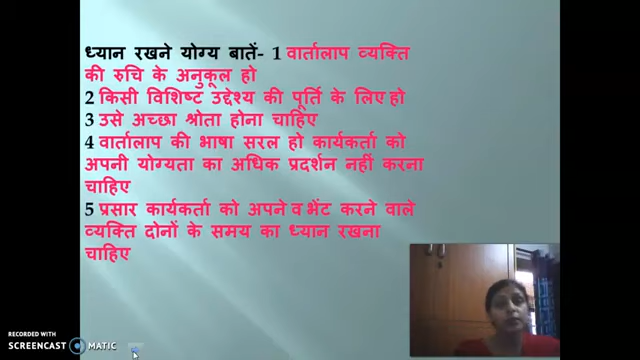 ध्यान रखने योग्य बातें- 1 वार्तालाप व्यक्ति
की रुचि के अनुकूल हो
2 किसी विशिष्ट उद्देश्य की पूर्ति के लिए हो
3 उसे अच्छा श्रोता होना चाहिए
4 वार्तालाप की भाषा सरल हो कार्यकर्ता को
अपनी योग्यता का अधिक प्रदर्शन नहीं करना
चाहिए
5 प्रसार कार्यकर्ता को अपने व भेंट करने वाले
व्यक्ति दोनों के समय का ध्यान रखना
चाहिए
RECORDED WITH
SCREENCAST MATIC